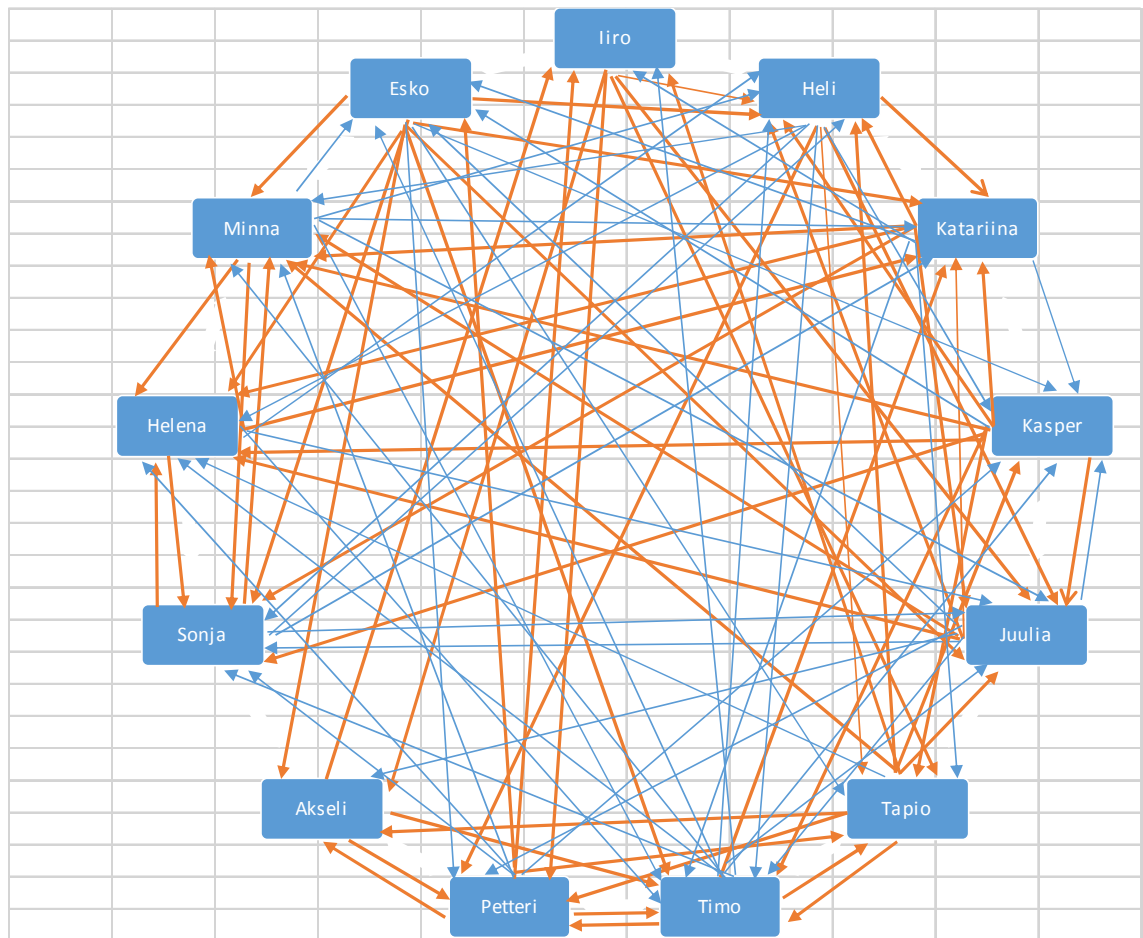 Iiro
Esko
Heli
Minna
Katariina
Helena
Kasper
Sonja
Juulia
Akseli
Tapio
Petteri
Timo